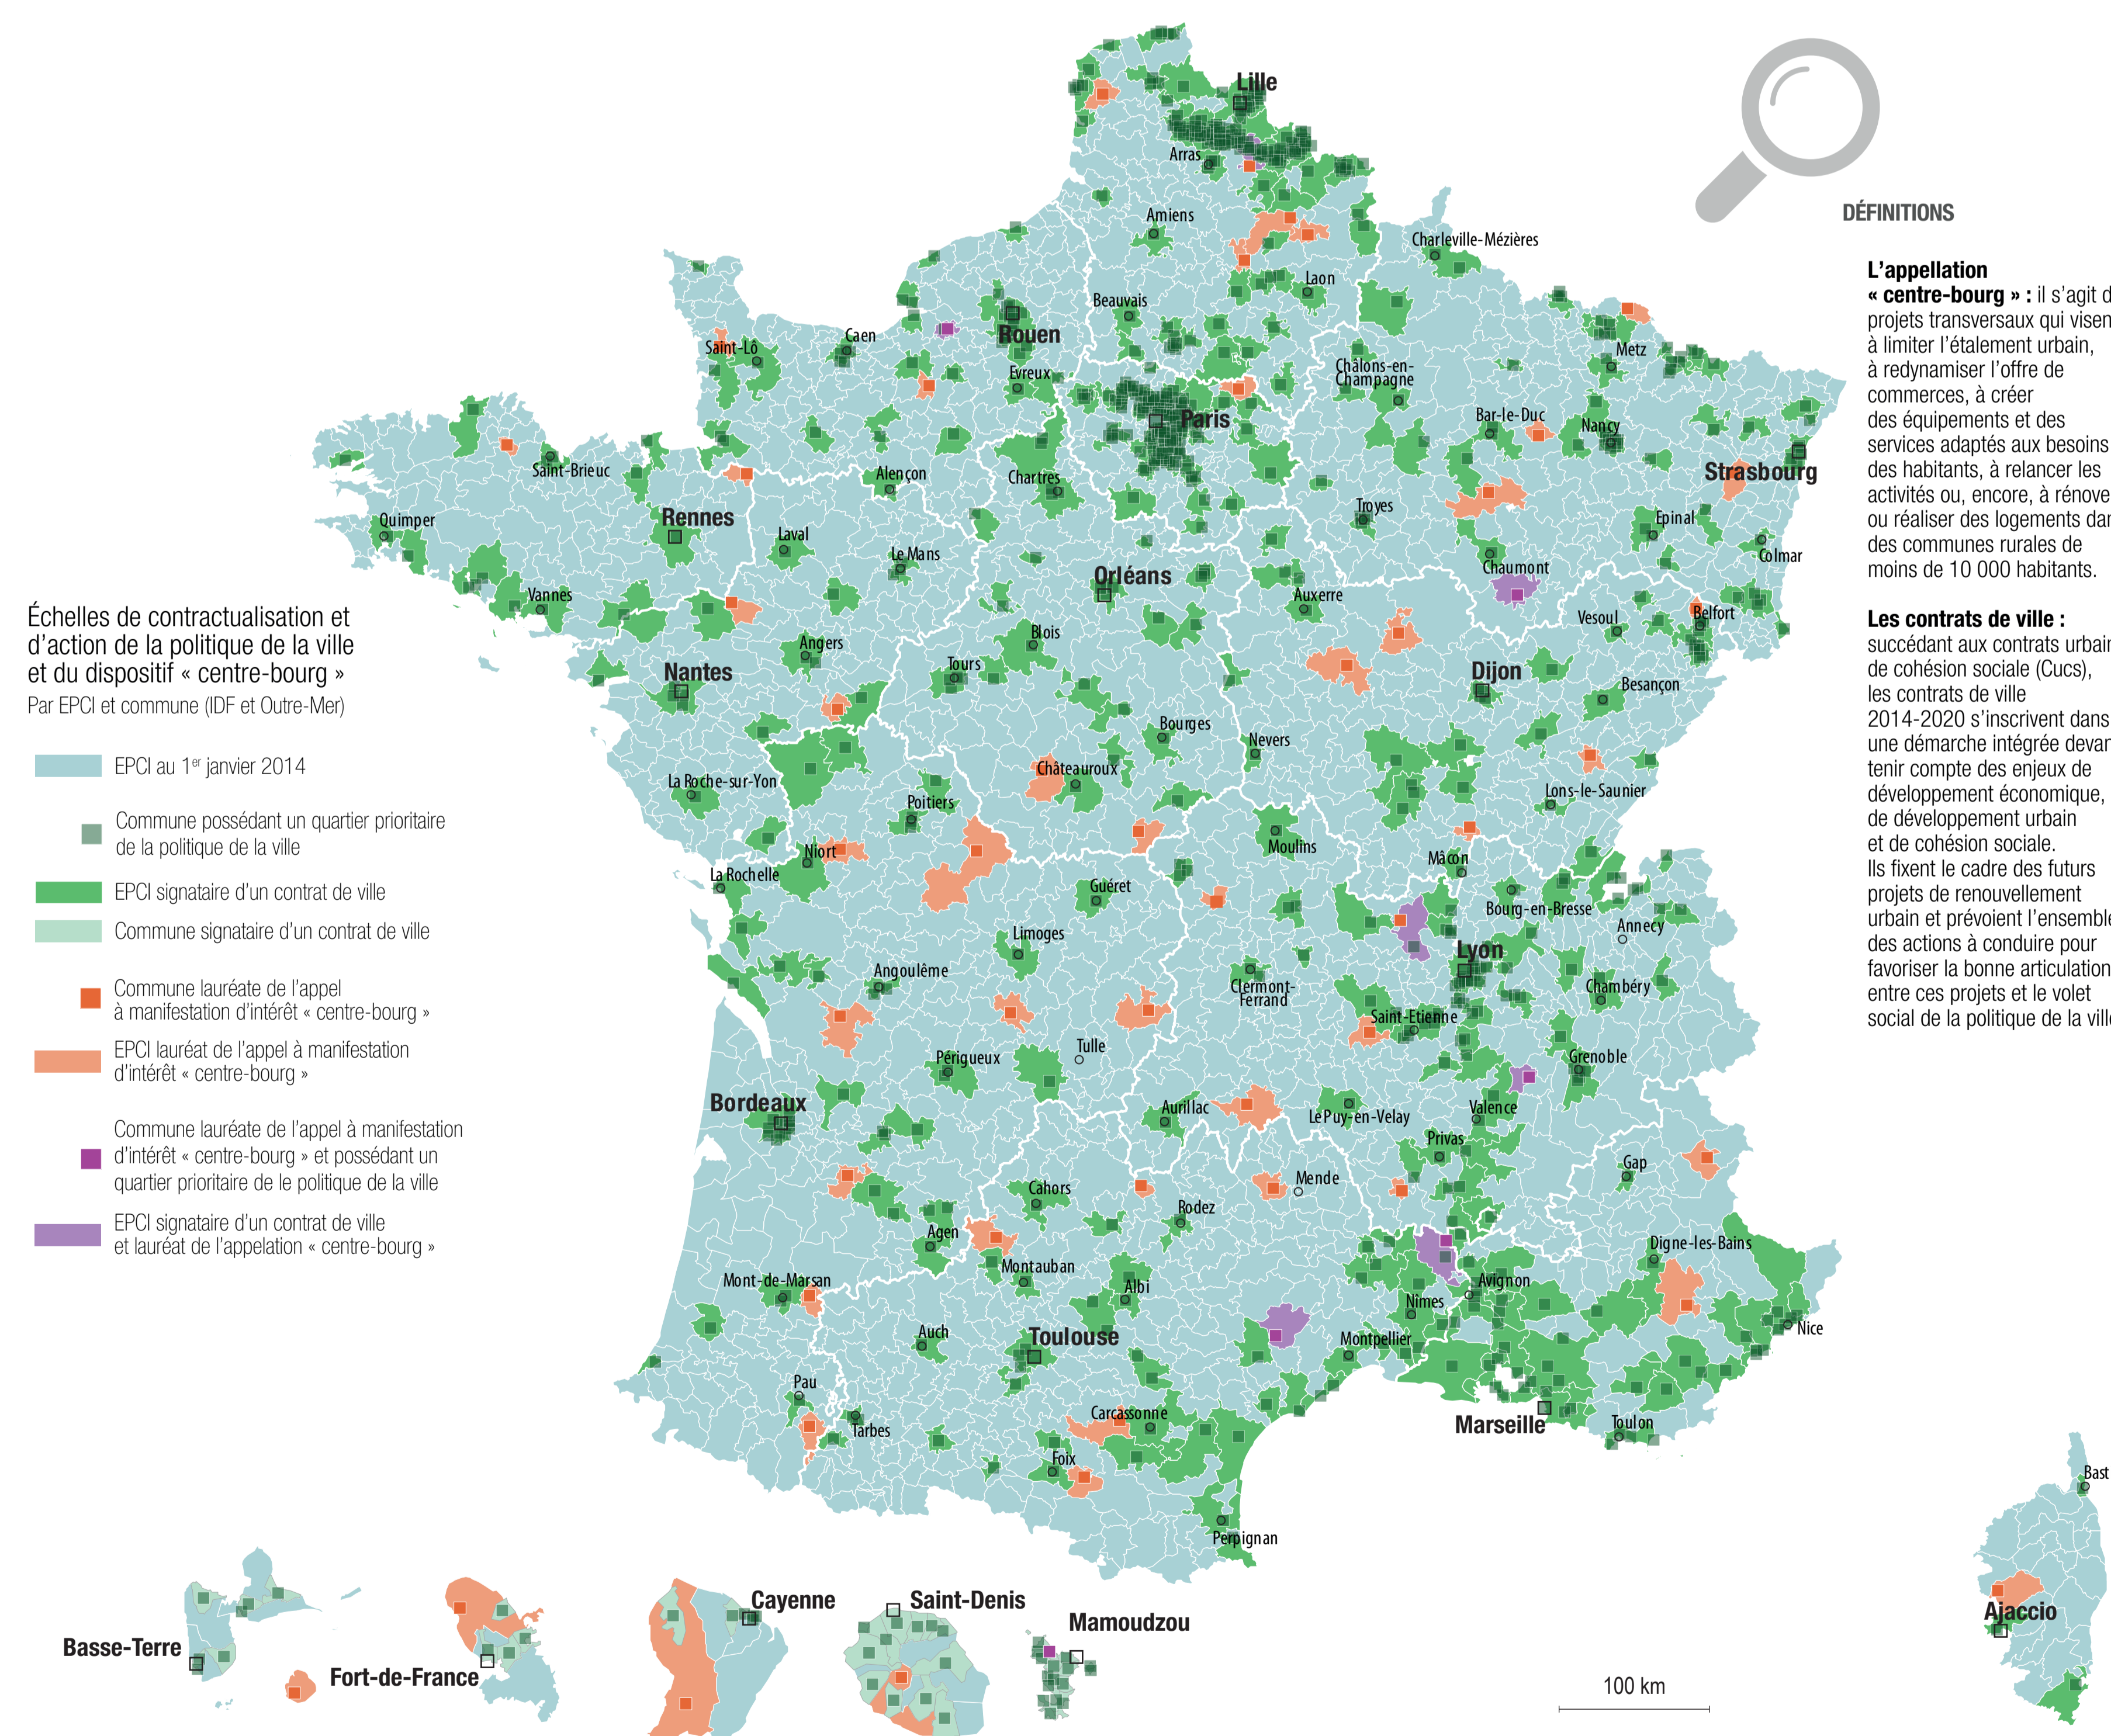 Échelles de contractualisation et
d’action de la politique de la ville
et du dispositif « centre-bourg »
Par EPCI et commune (IDF et Outre-Mer)
EPCI au 1er janvier 2014
Commune possédant un quartier prioritaire
de la politique de la ville
EPCI signataire d’un contrat de ville
Commune signataire d’un contrat de ville
Commune lauréate de l’appel
à manifestation d’intérêt « centre-bourg »
EPCI lauréat de l’appel à manifestation
d’intérêt « centre-bourg »
Commune lauréate de l’appel à manifestation
d’intérêt « centre-bourg » et possédant un
quartier prioritaire de le politique de la ville
EPCI signataire d’un contrat de ville
et lauréat de l’appelation « centre-bourg »
Lille
Arras
Amiens
Charleville-Mézières
Laon
Beauvais
Rouen
Caen
Saint-Lô
Evreux
Metz
Châlons-en-
Champagne
Bar-le-Duc
Nancy
Paris
Strasbourg
Saint-Brieuc
Alençon
Chartres
Troyes
Quimper
Rennes
Laval
Le Mans
Epinal
Colmar
Chaumont
Orléans
Vannes
Auxerre
Vesoul
Belfort
Angers
Blois
Tours
Nantes
Dijon
Besançon
Bourges
Nevers
Châteauroux
La Roche-sur-Yon
Poitiers
Lons-le-Saunier
Moulins
Niort
Mâcon
La Rochelle
Guéret
Bourg-en-Bresse
Annecy
Limoges
Lyon
Angoulême
Clermont-
Ferrand
Chambéry
Saint-Etienne
Tulle
Périgueux
Grenoble
Bordeaux
Aurillac
Le Puy-en-Velay
Valence
Privas
Gap
Cahors
Mende
Rodez
Agen
Digne-les-Bains
Montauban
Mont-de-Marsan
Albi
Avignon
Nîmes
Auch
Toulouse
Montpellier
Nice
Pau
Tarbes
Carcassonne
Marseille
Toulon
Foix
Perpignan
Bast
Ajaccio
Basse-Terre
Fort-de-France
Cayenne
Saint-Denis
Mamoudzou
100 km
DÉFINITIONS
L’appellation
« centre-bourg » : il s’agit d
projets transversaux qui visen
à limiter l’étalement urbain,
à redynamiser l’offre de
commerces, à créer
des équipements et des
services adaptés aux besoins
des habitants, à relancer les
activités ou, encore, à rénove
ou réaliser des logements dan
des communes rurales de
moins de 10 000 habitants.
Les contrats de ville :
succédant aux contrats urbain
de cohésion sociale (Cucs),
les contrats de ville
2014-2020 s’inscrivent dans
une démarche intégrée devan
tenir compte des enjeux de
développement économique,
de développement urbain
et de cohésion sociale.
Ils fixent le cadre des futurs
projets de renouvellement
urbain et prévoient l’ensemble
des actions à conduire pour
favoriser la bonne articulation
entre ces projets et le volet
social de la politique de la ville